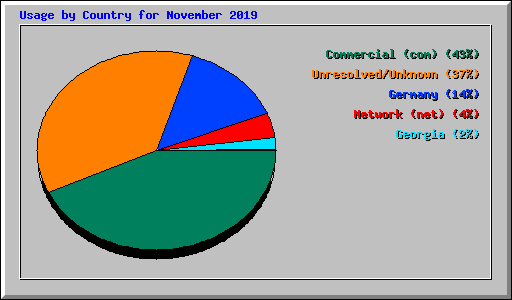 Usage by Country for November 2019
Commercial (com) (43%)
Unresolved/Unknown (37%)
Germany (14%)
Network (net) (4%)
Georgia (2%)